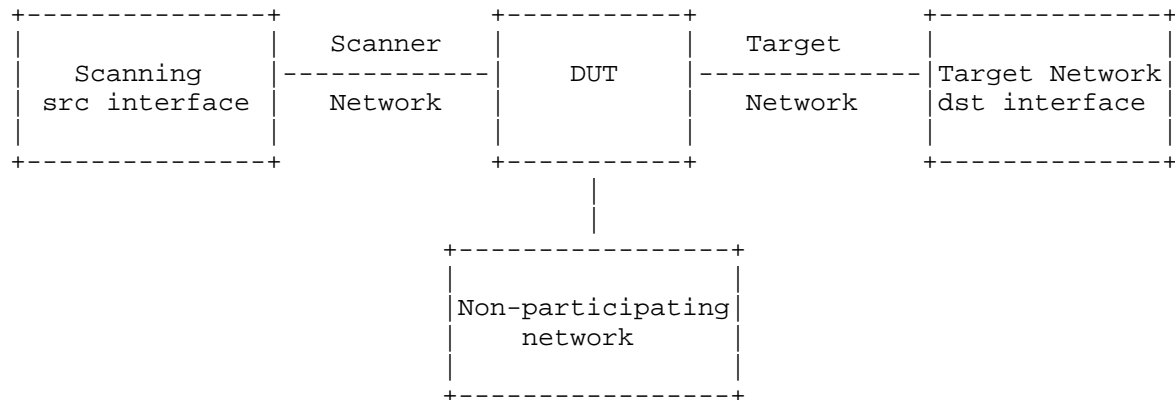 Scanner Target
Scanning DUT Target Network
src interface Network Network dst interface
Non-participating
network